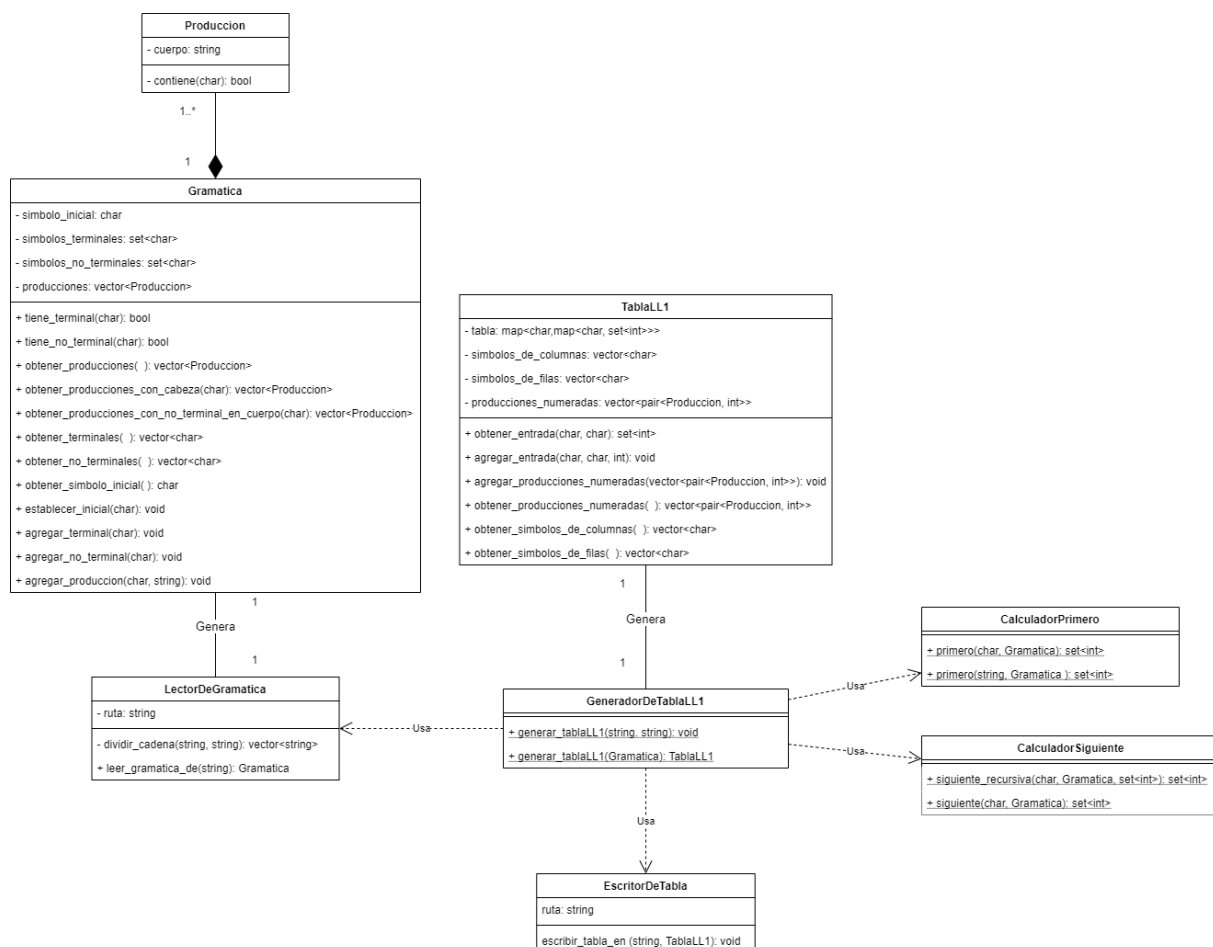 Produccion
- cuerpo: string
- contiene(char): bool
1..*
1
Gramatica
- simbolo_inicial: char
- simbolos_terminales: set<char>
- simbolos_no_terminales: set<char>
- producciones: vector<Produccion>
+ tiene_terminal(char): bool
+ tiene_no_terminal(char): bool
+ obtener_producciones(  ): vector<Produccion>
+ obtener_producciones_con_cabeza(char): vector<Produccion>
+ obtener_producciones_con_no_terminal_en_cuerpo(char): vector<Produccion>
+ obtener_terminales(  ): vector<char>
+ obtener_no_terminales(  ): vector<char>
+ obtener_simbolo_inicial( ): char
+ establecer_inicial(char): void
+ agregar_terminal(char): void
+ agregar_no_terminal(char): void
+ agregar_produccion(char, string): void
1
Genera
1
LectorDeGramatica
- ruta: string
- dividir_cadena(string, string): vector<string>
+ leer_gramatica_de(string): Gramatica
TablaLL1
- tabla: map<char,map<char, set<int>>>
- simbolos_de_columnas: vector<char>
- simbolos_de_filas: vector<char>
- producciones_numeradas: vector<pair<Produccion, int>>
+ obtener_entrada(char, char): set<int>
+ agregar_entrada(char, char, int): void
+ agregar_producciones_numeradas(vector<pair<Produccion, int>>): void
+ obtener_producciones_numeradas(  ): vector<pair<Produccion, int>>
+ obtener_simbolos_de_columnas(  ): vector<char>
+ obtener_simbolos_de_filas(  ): vector<char>
1
Genera
1
GeneradorDeTablaLL1
+ generar_tablaLL1(string, string): void
+ generar_tablaLL1(Gramatica): TablaLL1
Usa
Usa
Usa
Usa
CalculadorPrimero
+ primero(char, Gramatica): set<int>
+ primero(string, Gramatica ): set<int>
CalculadorSiguiente
+ siguiente_recursiva(char, Gramatica, set<int>): set<int>
+ siguiente(char, Gramatica): set<int>
EscritorDeTabla
ruta: string
escribir_tabla_en (string, TablaLL1): void